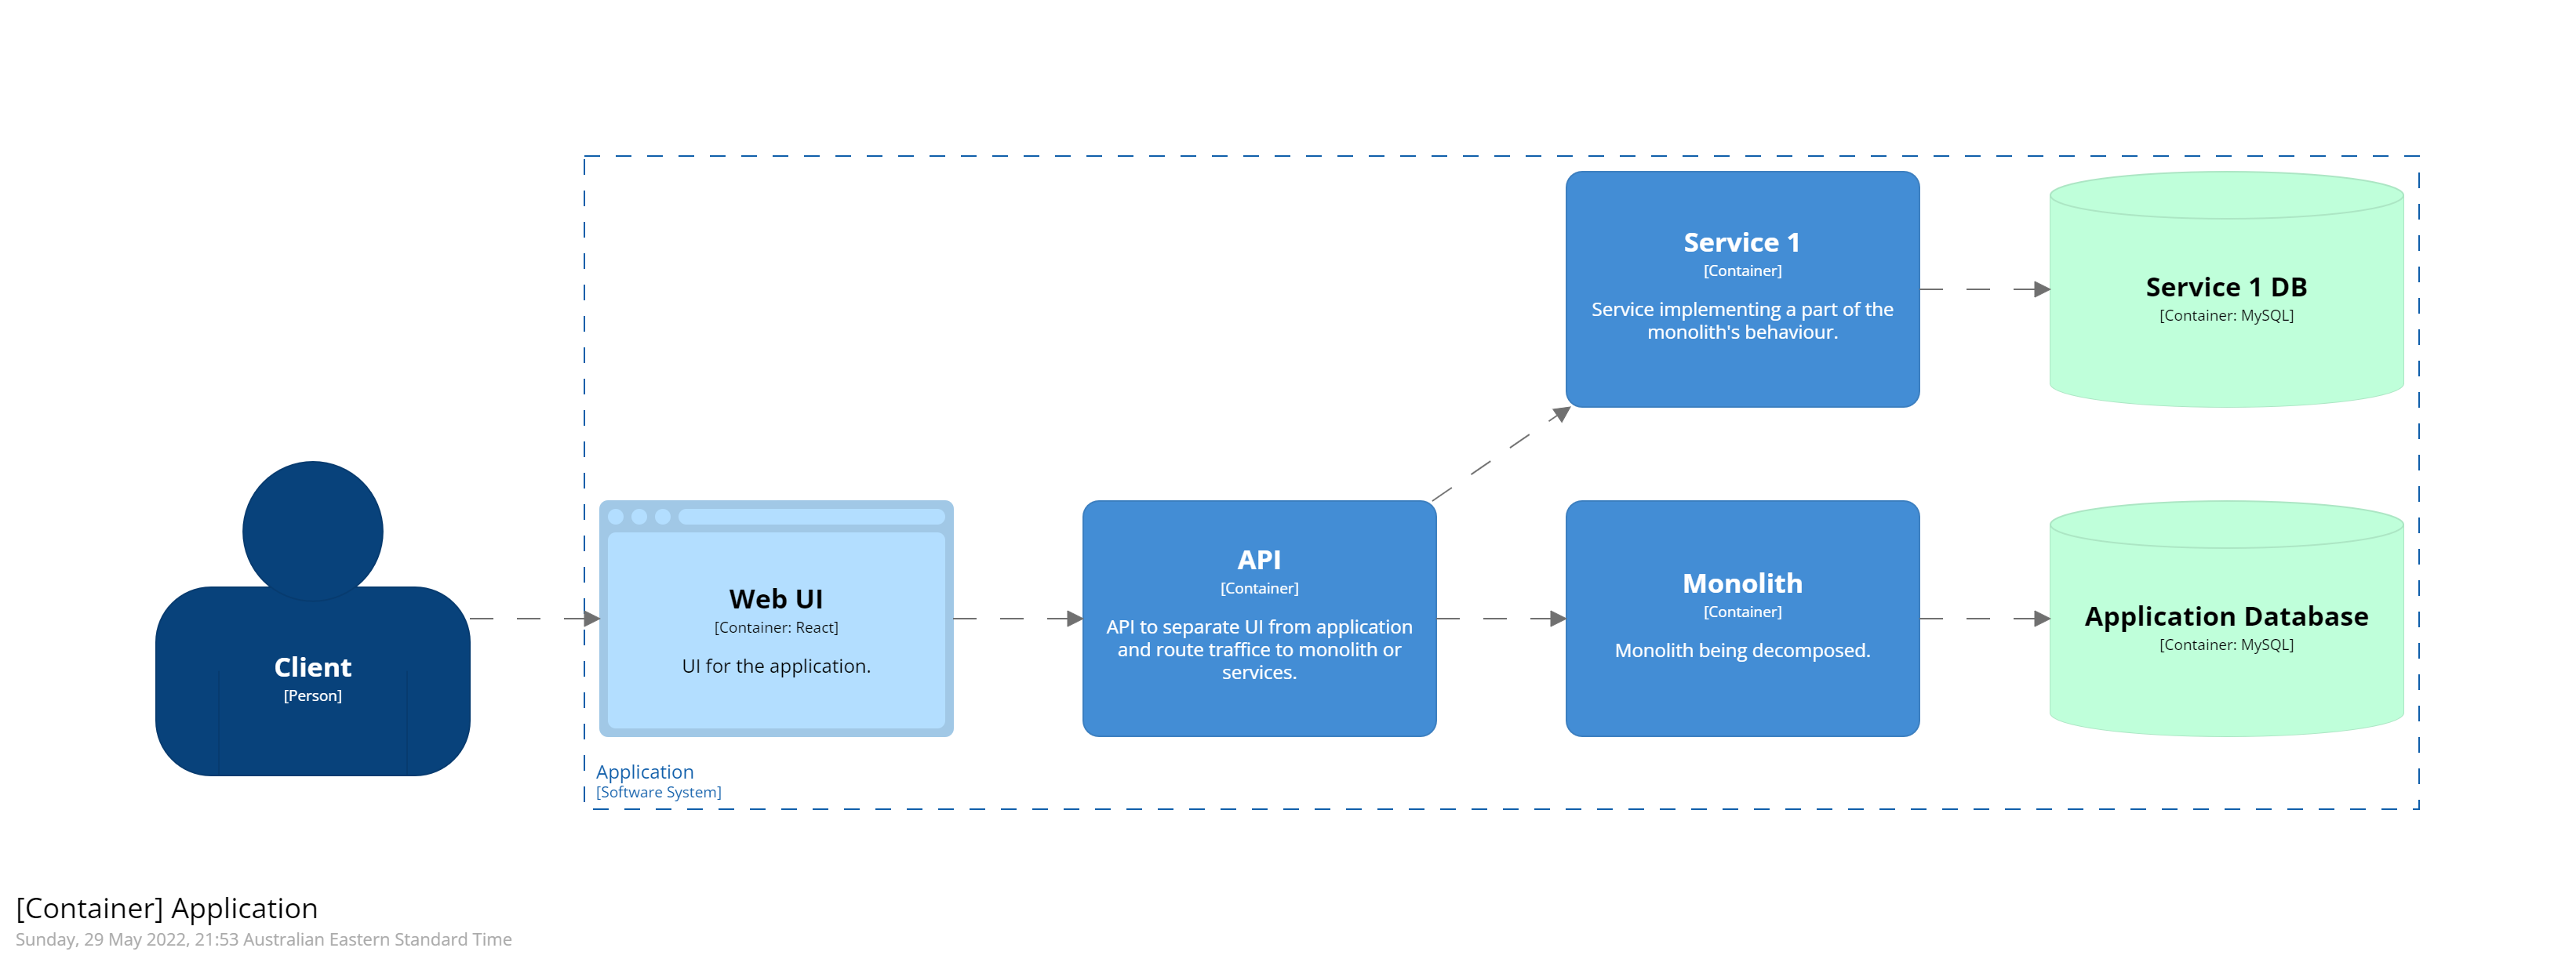 Service 1
[Container]
Service implementing a part of the
monolith's behaviour.
Service 1 DB
[Container: MySQL]
Client
[Person]
Web UI
[Container: React]
UI for the application.
API
[Container]
API to separate UI from application
and route traffice to monolith or
services.
Monolith
[Container]
Monolith being decomposed.
Application Database
[Container: MySQL]
Application
[Software System]
[Container] Application
Sunday, 29 May 2022, 21:53 Australian Eastern Standard Time